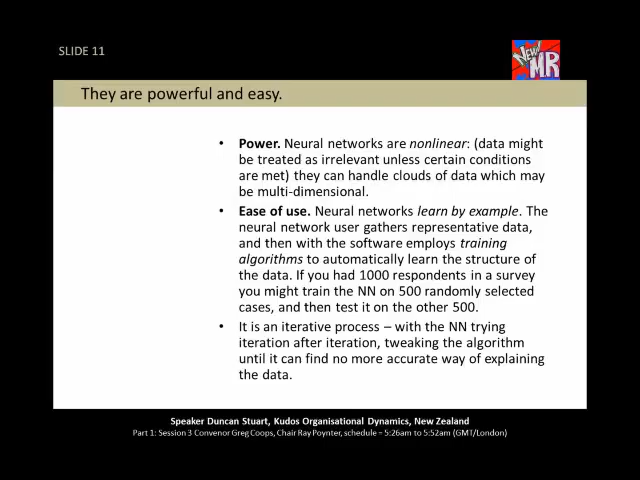 SLIDE 11
New!
MR
They are powerful and easy.
• Power. Neural networks are nonlinear: (data might
be treated as irrelevant unless certain conditions
are met) they can handle clouds of data which may
be multi-dimensional.
• Ease of use. Neural networks learn by example. The
neural network user gathers representative data,
and then with the software employs training
algorithms to automatically learn the structure of
the data. If you had 1000 respondents in a survey
you might train the NN on 500 randomly selected
cases, and then test it on the other 500.
• It is an iterative process – with the NN trying
iteration after iteration, tweaking the algorithm
until it can find no more accurate way of explaining
the data.
Speaker Duncan Stuart, Kudos Organisational Dynamics, New Zealand
Part 1: Session 3 Convenor Greg Coops, Chair Ray Poynter, schedule = 5:26am to 5:52am (GMT/London)